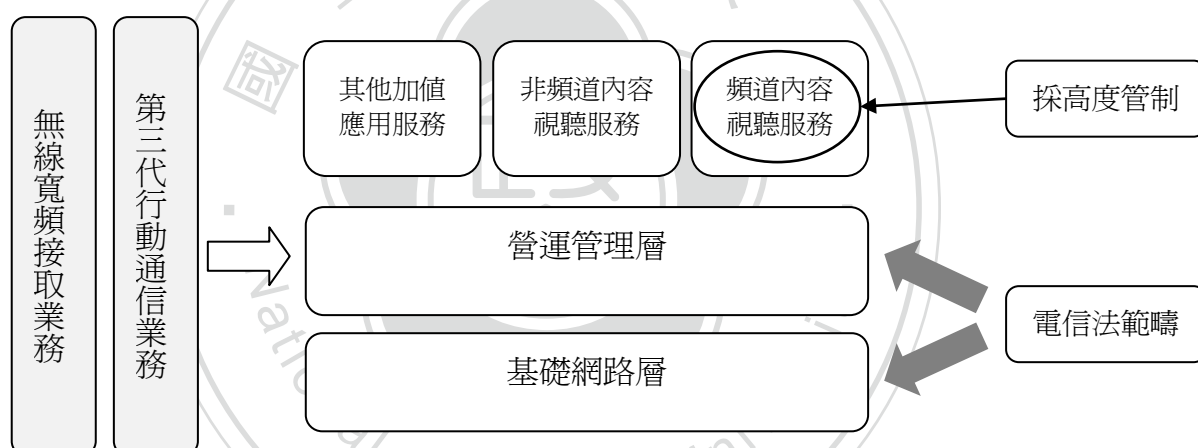 無線寬頻接取業務
第三代行動通信業務
其他加值
應用服務
非頻道內容
視聽服務
頻道內容
視聽服務
採高度管制
營運管理層
電信法範疇
基礎網路層
國
Nati